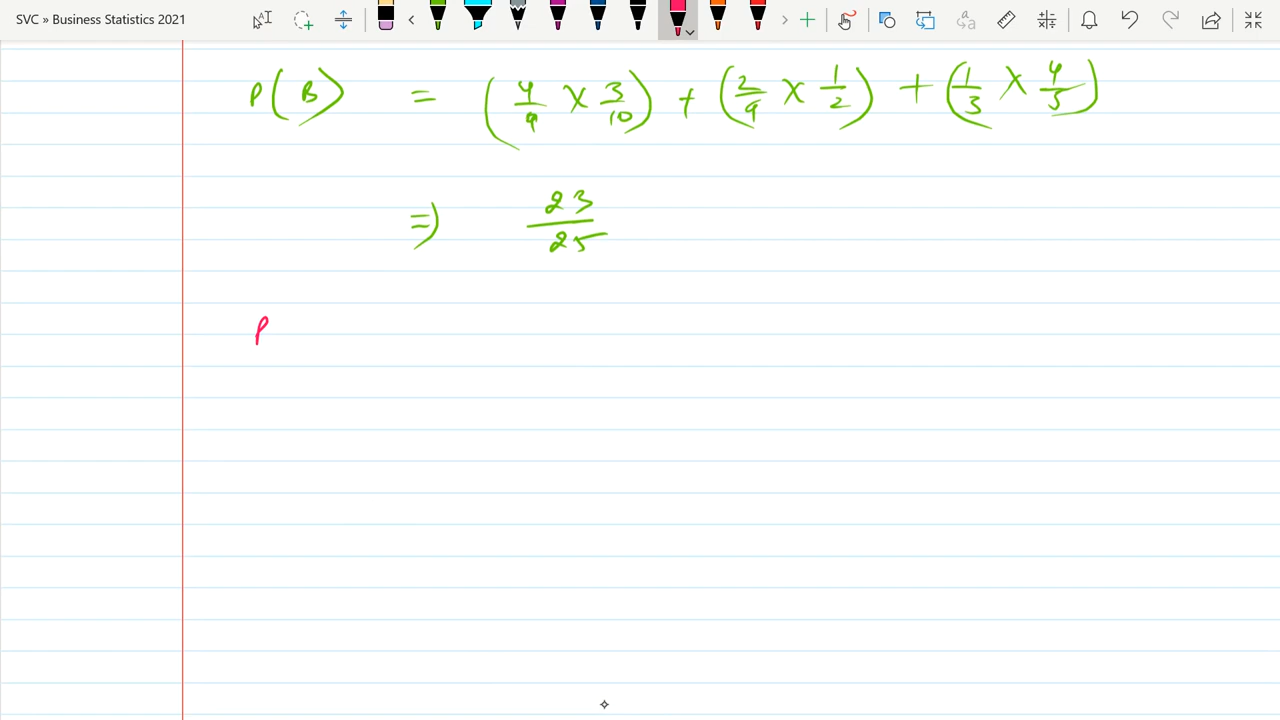 SVC » Business Statistics 2021
P(B) = (4/9 × 3/10) + (2/9 × 1/2) + (1/3 × 4/5)
⇒ 23/25
P